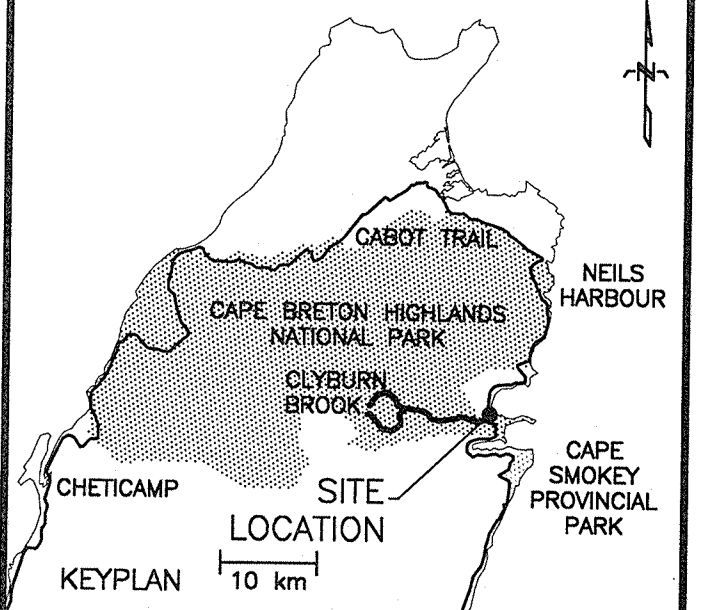 N
CABOT TRAIL
NEILS
HARBOUR
CAPE BRETON HIGHLANDS
NATIONAL PARK
CLYBURN
BROOK
CAPE
SMOKEY
PROVINCIAL
PARK
CHETICAMP
SITE
LOCATION
KEYPLAN
10 km